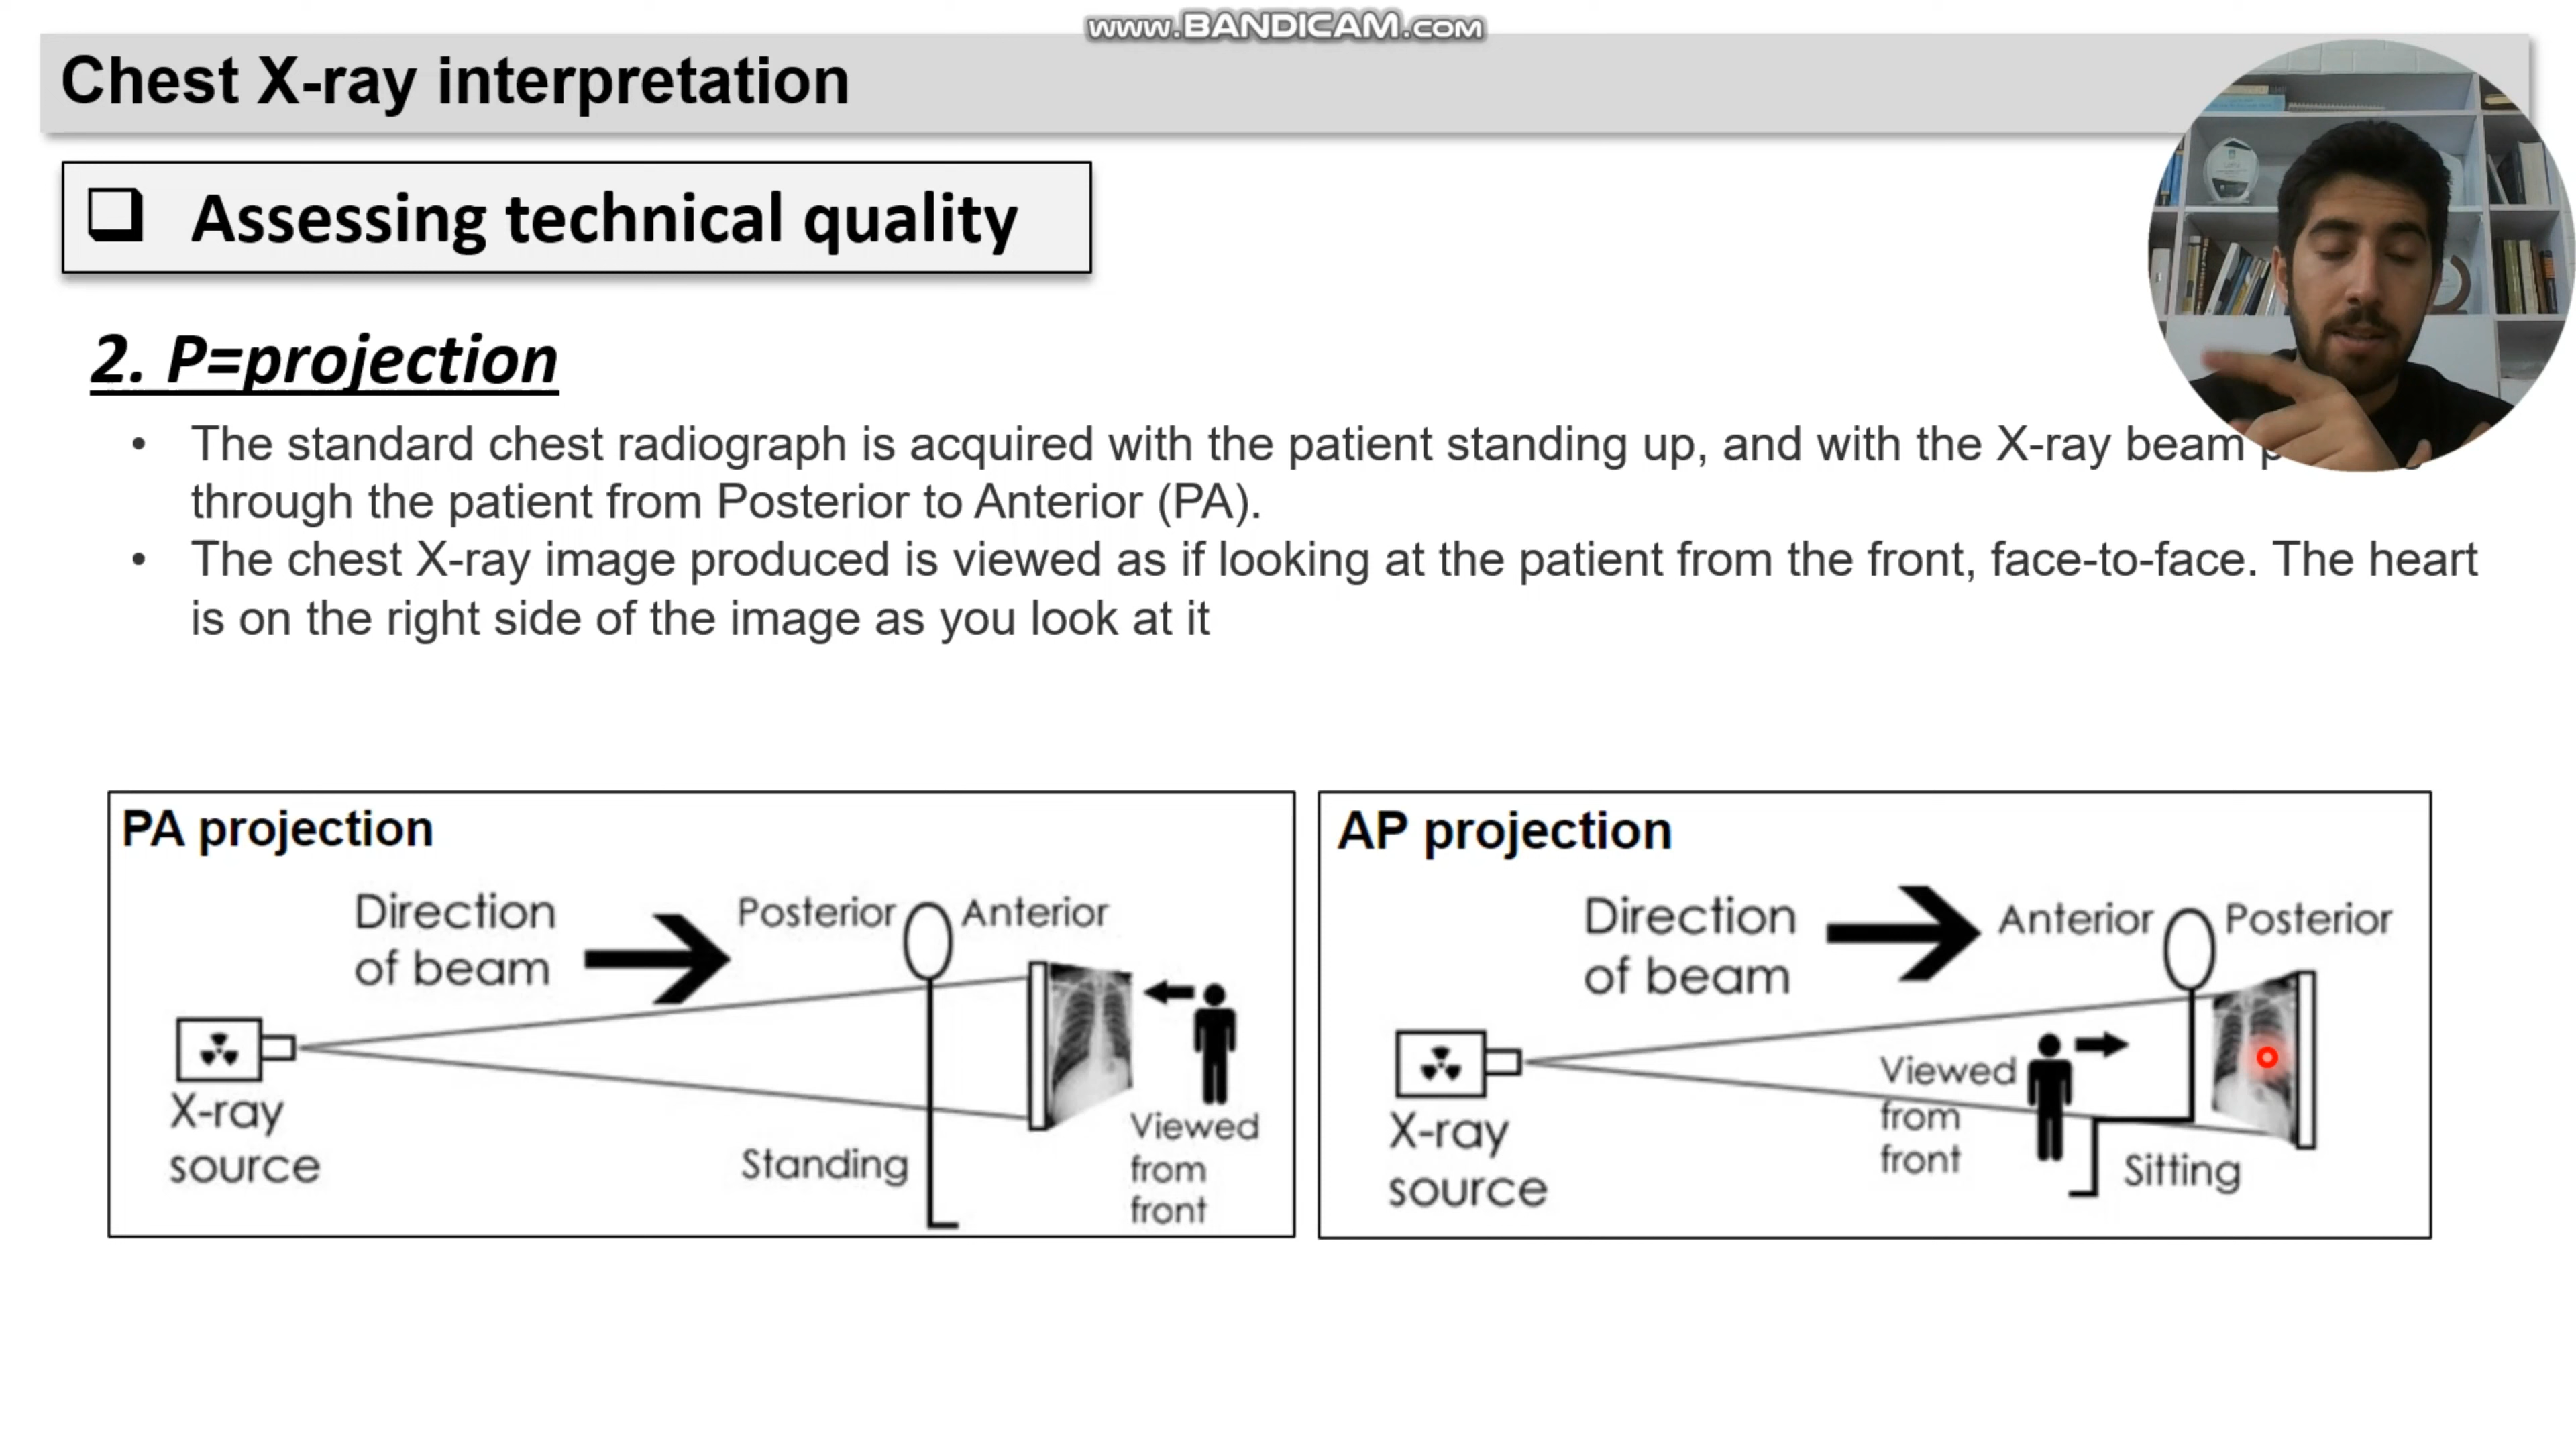 www.BANDICAM.com
Chest X-ray interpretation
Assessing technical quality
2. P=projection
• The standard chest radiograph is acquired with the patient standing up, and with the X-ray beam
through the patient from Posterior to Anterior (PA).
• The chest X-ray image produced is viewed as if looking at the patient from the front, face-to-face. The heart
is on the right side of the image as you look at it
PA projection
Direction
of beam
Posterior
Anterior
X-ray
source
Standing
Viewed
from
front
AP projection
Direction
of beam
Anterior
Posterior
X-ray
source
Viewed
from
front
Sitting